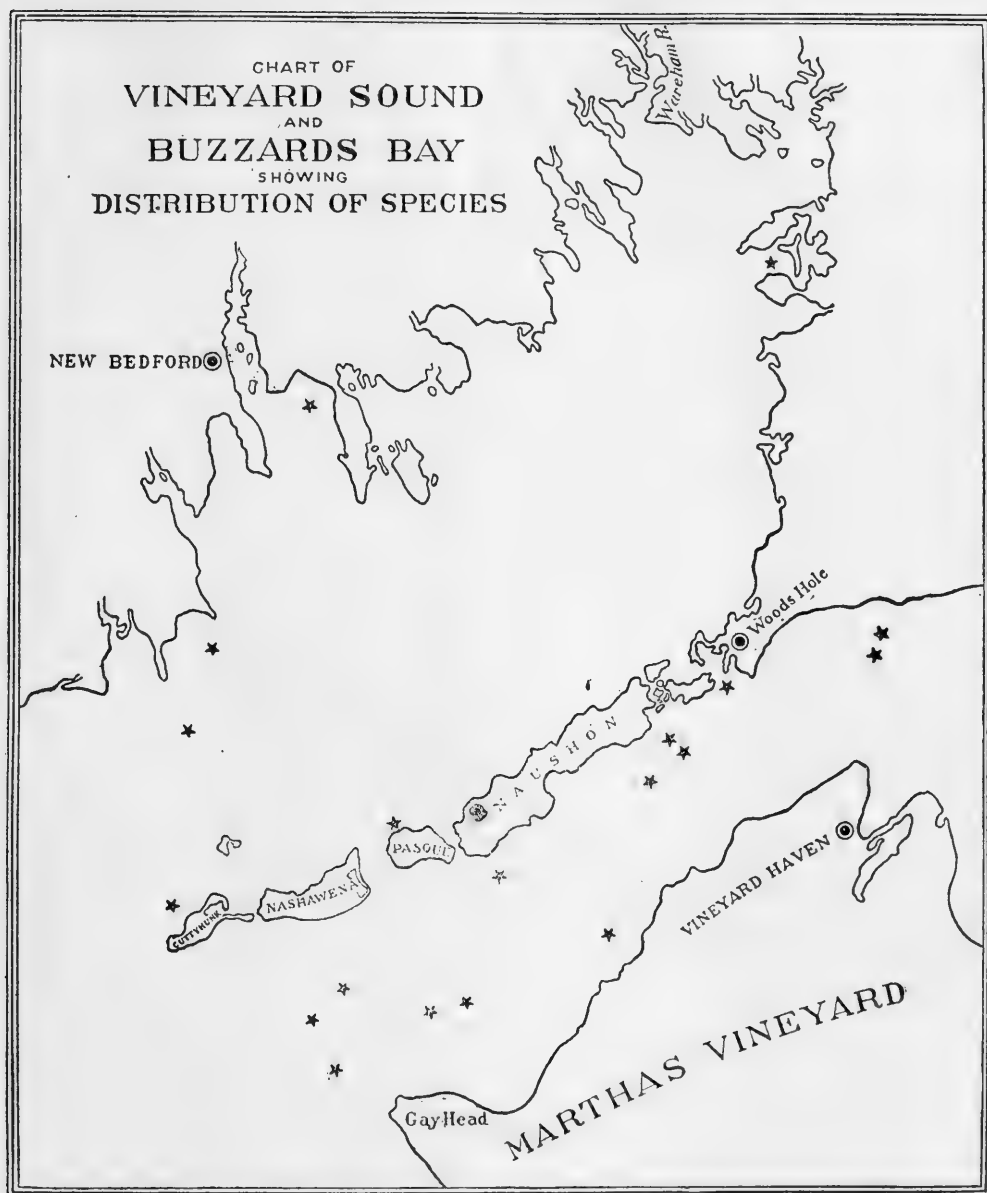 CHART OF
VINEYARD SOUND
AND
BUZZARDS BAY
SHOWING
DISTRIBUTION OF SPECIES
Wareham R.
NEW BEDFORD
Woods Hole
NAUSHON
PASQUE
NASHAWENA
CUTTYHUNK
VINEYARD HAVEN
MARTHAS VINEYARD
Gay Head